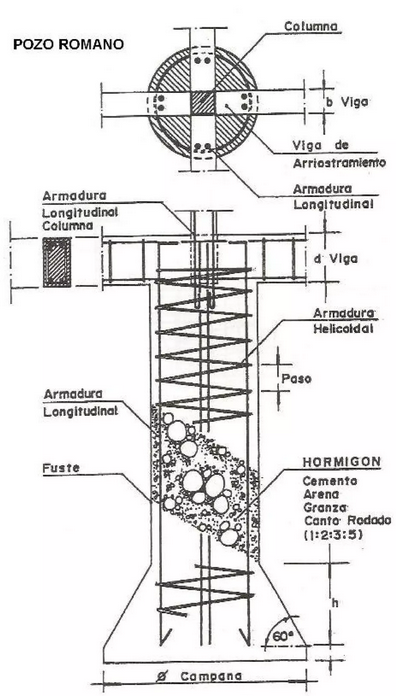 POZO ROMANO
Columna
b Viga
Viga de
Arriostramiento
Armadura
Longitudinal
Armadura
Longitudinal
Columna
d Viga
Armadura
Helicoidal
Paso
Armadura
Longitudinal
Fuste
HORMIGON
Cemento
Arena
Granza
Canto Rodado
(1:2:3:5)
h
60°
Ø Campana